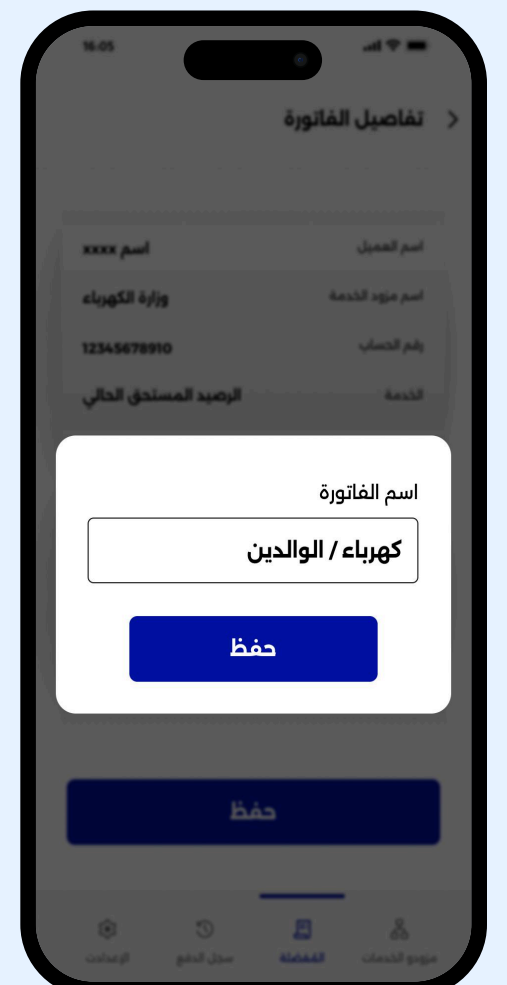 16:05
تفاصيل الفاتورة
اسم العميل اسم xxxx
اسم مزود الخدمة وزارة الكهرباء
رقم الحساب 12345678910
الخدمة الرصيد المستحق الحالي
اسم الفاتورة
كهرباء / الوالدين
حفظ
حفظ
مزودو الخدمات المفضلة سجل الدفع الإعدادت